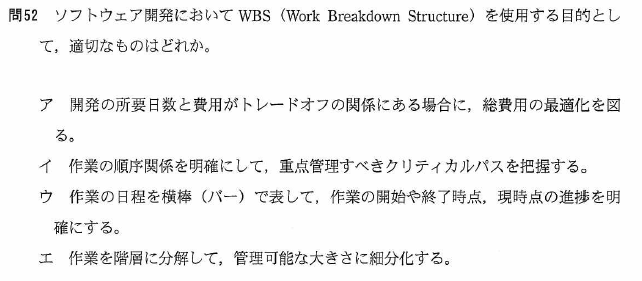 問52 ソフトウェア開発において WBS（Work Breakdown Structure）を使用する目的とし
て，適切なものはどれか。
ア 開発の所要日数と費用がトレードオフの関係にある場合に，総費用の最適化を図
る。
イ 作業の順序関係を明確にして，重点管理すべきクリティカルパスを把握する。
ウ 作業の日程を横棒（バー）で表して，作業の開始や終了時点，現時点の進捗を明
確にする。
エ 作業を階層に分解して，管理可能な大きさに細分化する。